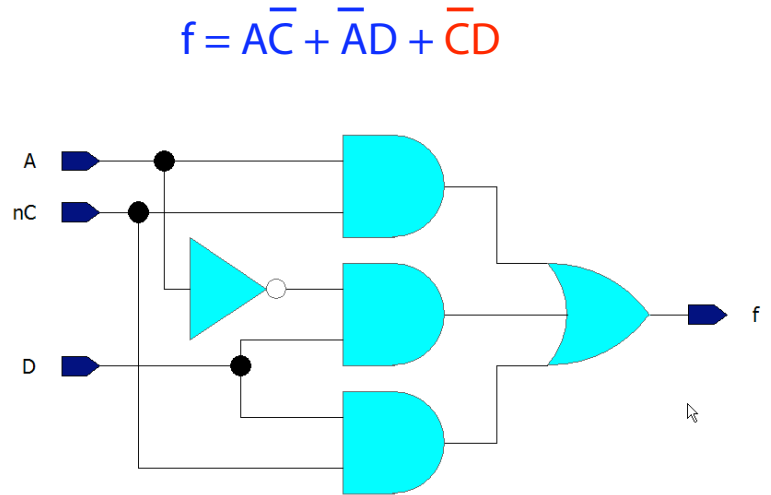 f = AC̅ + A̅D + C̅D
A
nC
D
f